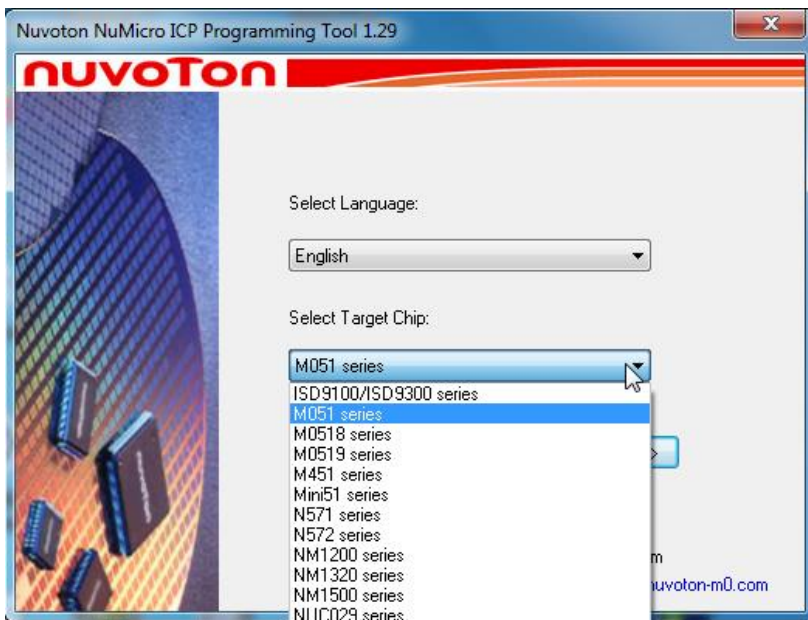 Nuvoton NuMicro ICP Programming Tool 1.29
nuvoTon
Select Language:
English
Select Target Chip:
M051 series
ISD9100/ISD9300 series
M051 series
M0518 series
M0519 series
M451 series
Mini51 series
N571 series
N572 series
NM1200 series
NM1320 series
NM1500 series
NUC029 series
m
nuvoton-m0.com